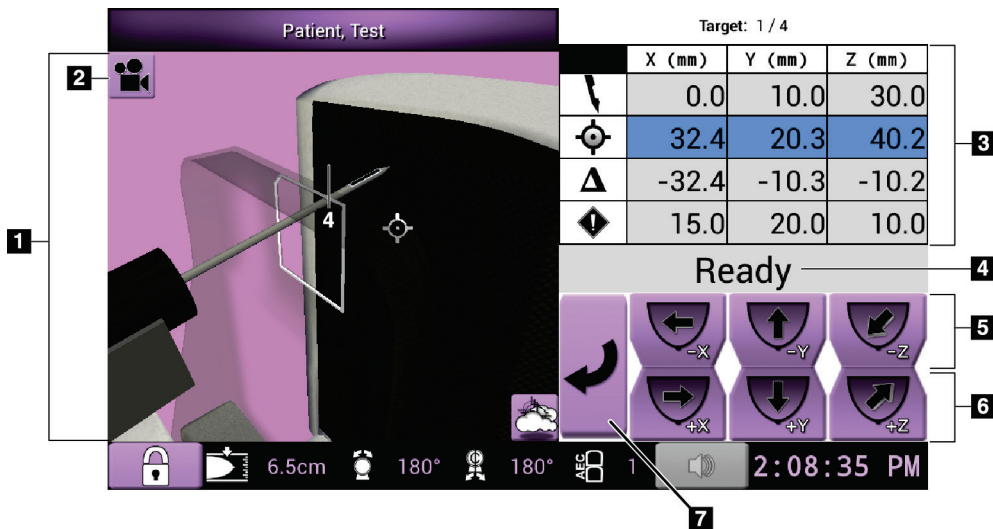 Patient, Test
Target: 1 / 4
X (mm) Y (mm) Z (mm)
0.0 10.0 30.0
32.4 20.3 40.2
Δ -32.4 -10.3 -10.2
! 15.0 20.0 10.0
Ready
-X -Y -Z
+X +Y +Z
4
6.5cm 180° C 180° AEC 1 2:08:35 PM
1
2
3
4
5
6
7